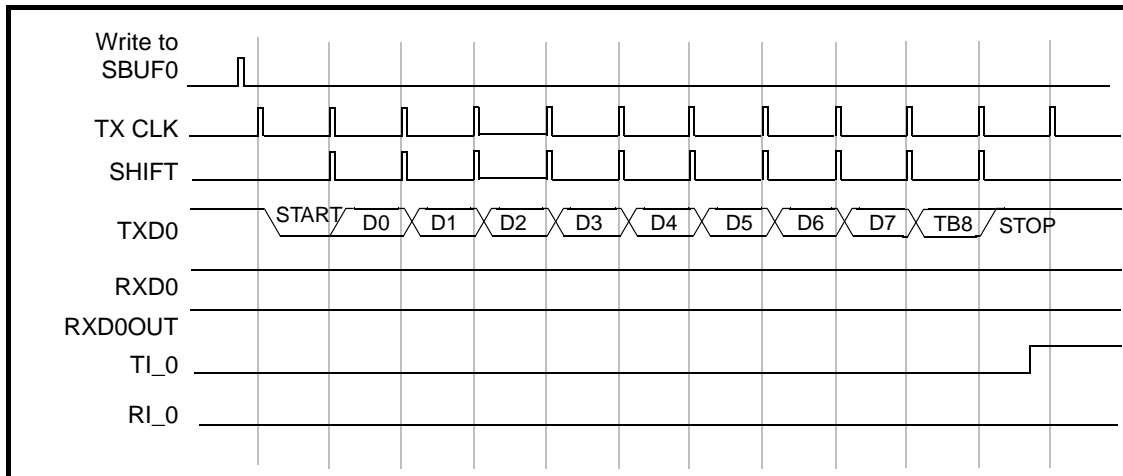 Write to
SBUF0
TX CLK
SHIFT
TXD0 START D0 D1 D2 D3 D4 D5 D6 D7 TB8 STOP
RXD0
RXD0OUT
TI_0
RI_0